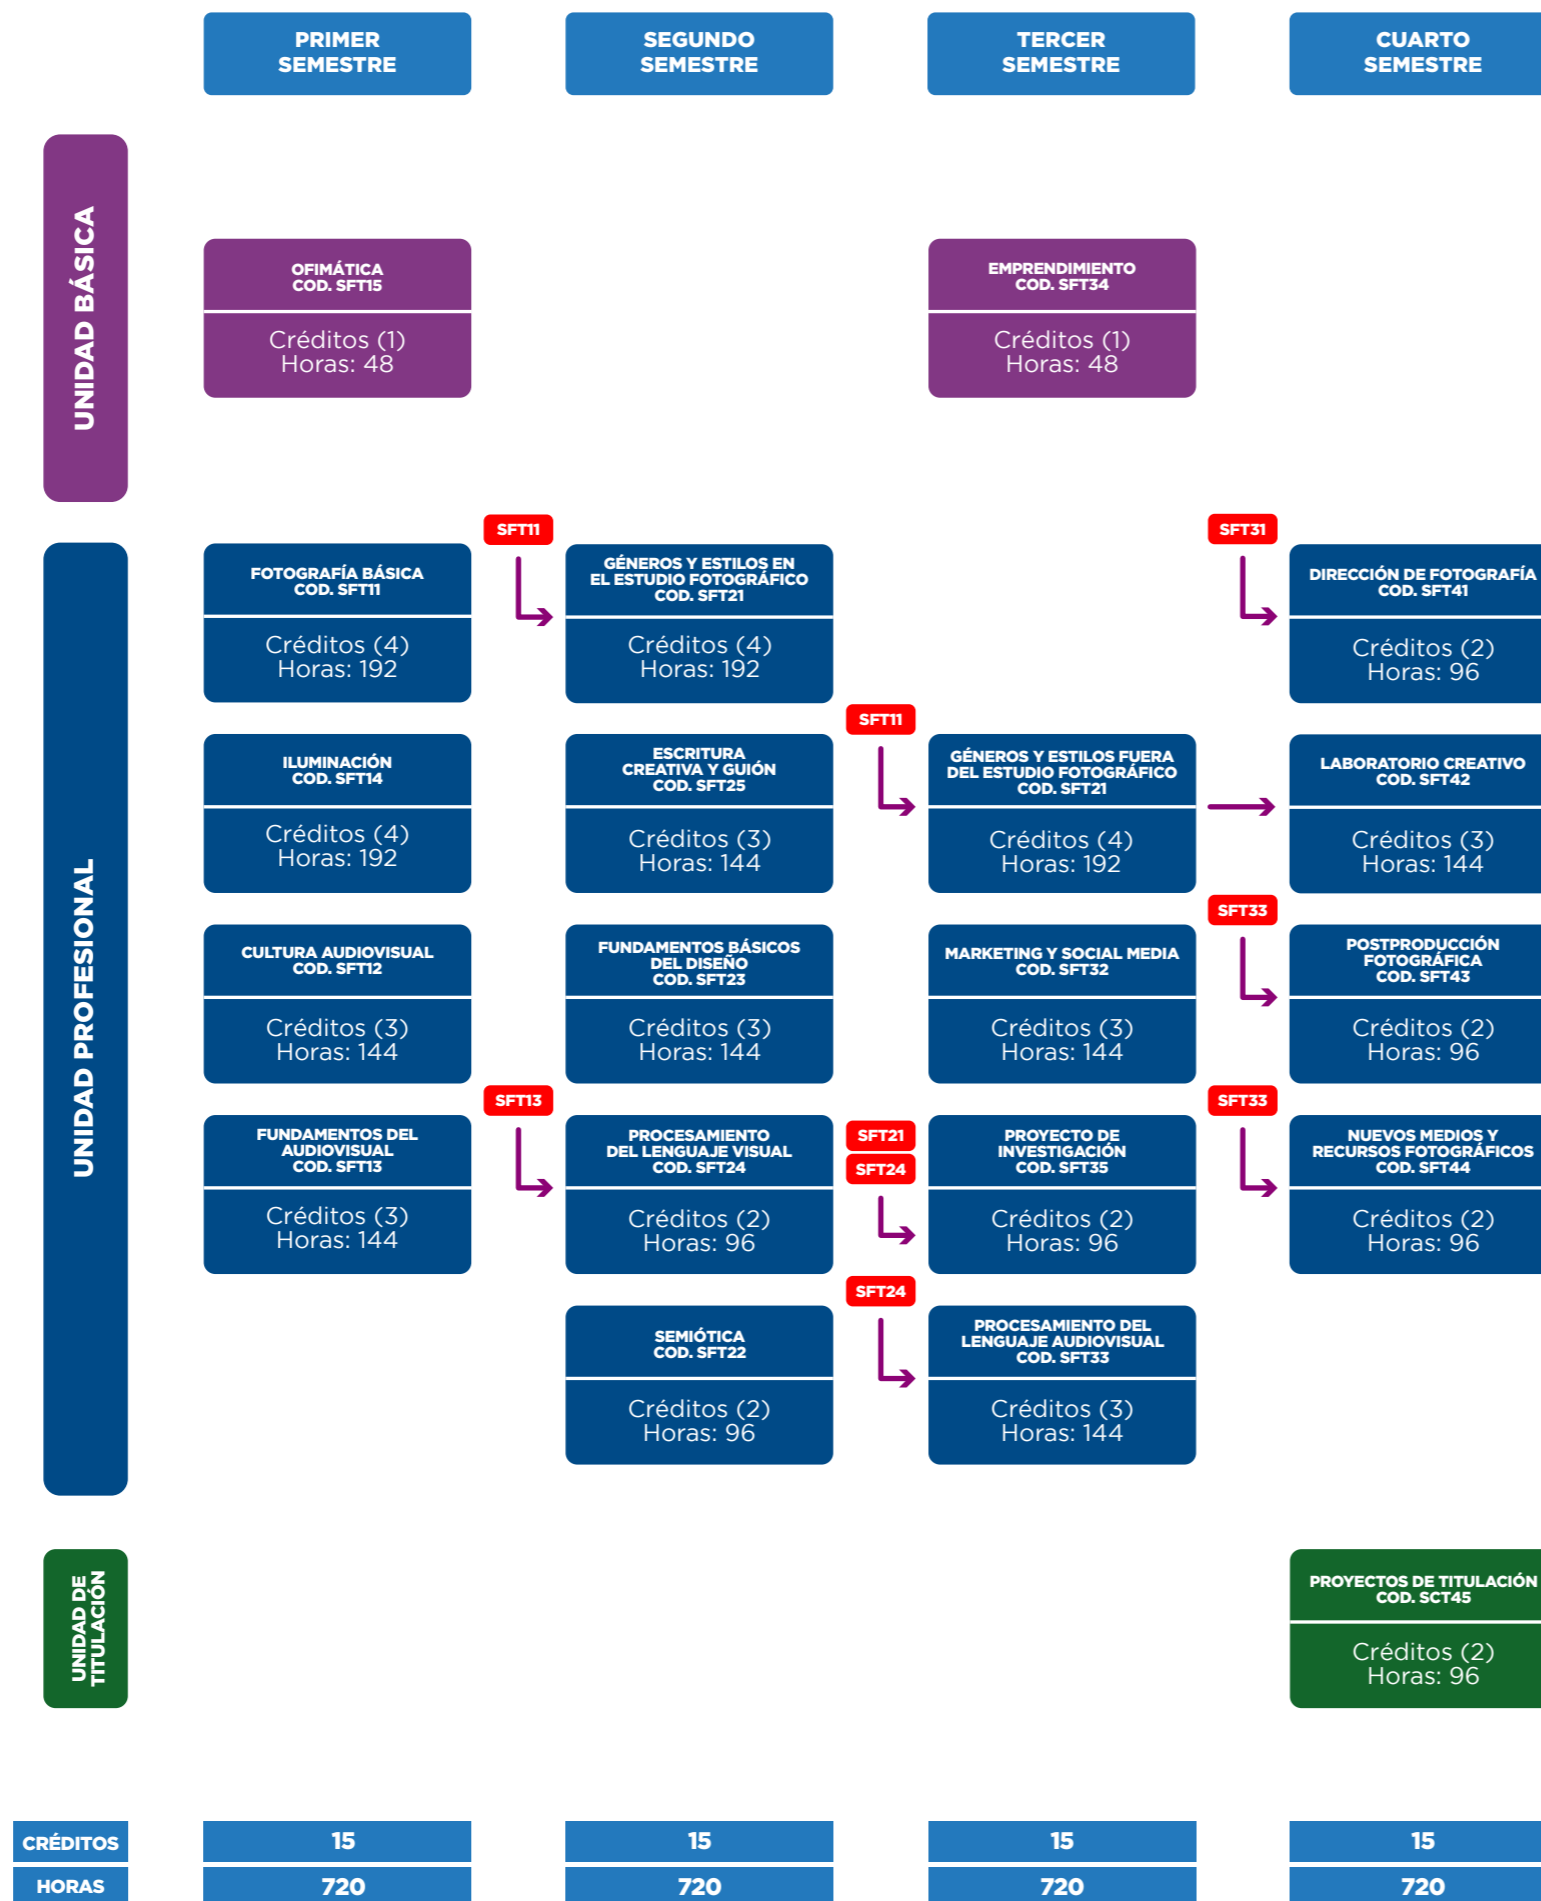 PRIMER
SEMESTRE
SEGUNDO
SEMESTRE
TERCER
SEMESTRE
CUARTO
SEMESTRE
UNIDAD BÁSICA
OFIMÁTICA
COD. SFT15
Créditos (1)
Horas: 48
EMPRENDIMIENTO
COD. SFT34
Créditos (1)
Horas: 48
UNIDAD PROFESIONAL
FOTOGRAFÍA BÁSICA
COD. SFT11
Créditos (4)
Horas: 192
SFT11
GÉNEROS Y ESTILOS EN
EL ESTUDIO FOTOGRÁFICO
COD. SFT21
Créditos (4)
Horas: 192
SFT31
DIRECCIÓN DE FOTOGRAFÍA
COD. SFT41
Créditos (2)
Horas: 96
ILUMINACIÓN
COD. SFT14
Créditos (4)
Horas: 192
ESCRITURA
CREATIVA Y GUIÓN
COD. SFT25
Créditos (3)
Horas: 144
SFT11
GÉNEROS Y ESTILOS FUERA
DEL ESTUDIO FOTOGRÁFICO
COD. SFT21
Créditos (4)
Horas: 192
LABORATORIO CREATIVO
COD. SFT42
Créditos (3)
Horas: 144
CULTURA AUDIOVISUAL
COD. SFT12
Créditos (3)
Horas: 144
FUNDAMENTOS BÁSICOS
DEL DISEÑO
COD. SFT23
Créditos (3)
Horas: 144
MARKETING Y SOCIAL MEDIA
COD. SFT32
Créditos (3)
Horas: 144
SFT33
POSTPRODUCCIÓN
FOTOGRÁFICA
COD. SFT43
Créditos (2)
Horas: 96
FUNDAMENTOS DEL
AUDIOVISUAL
COD. SFT13
Créditos (3)
Horas: 144
SFT13
PROCESAMIENTO
DEL LENGUAJE VISUAL
COD. SFT24
Créditos (2)
Horas: 96
SFT21
SFT24
PROYECTO DE
INVESTIGACIÓN
COD. SFT35
Créditos (2)
Horas: 96
SFT33
NUEVOS MEDIOS Y
RECURSOS FOTOGRÁFICOS
COD. SFT44
Créditos (2)
Horas: 96
SEMIÓTICA
COD. SFT22
Créditos (2)
Horas: 96
SFT24
PROCESAMIENTO DEL
LENGUAJE AUDIOVISUAL
COD. SFT33
Créditos (3)
Horas: 144
UNIDAD DE
TITULACIÓN
PROYECTOS DE TITULACIÓN
COD. SCT45
Créditos (2)
Horas: 96
CRÉDITOS
15
15
15
15
HORAS
720
720
720
720